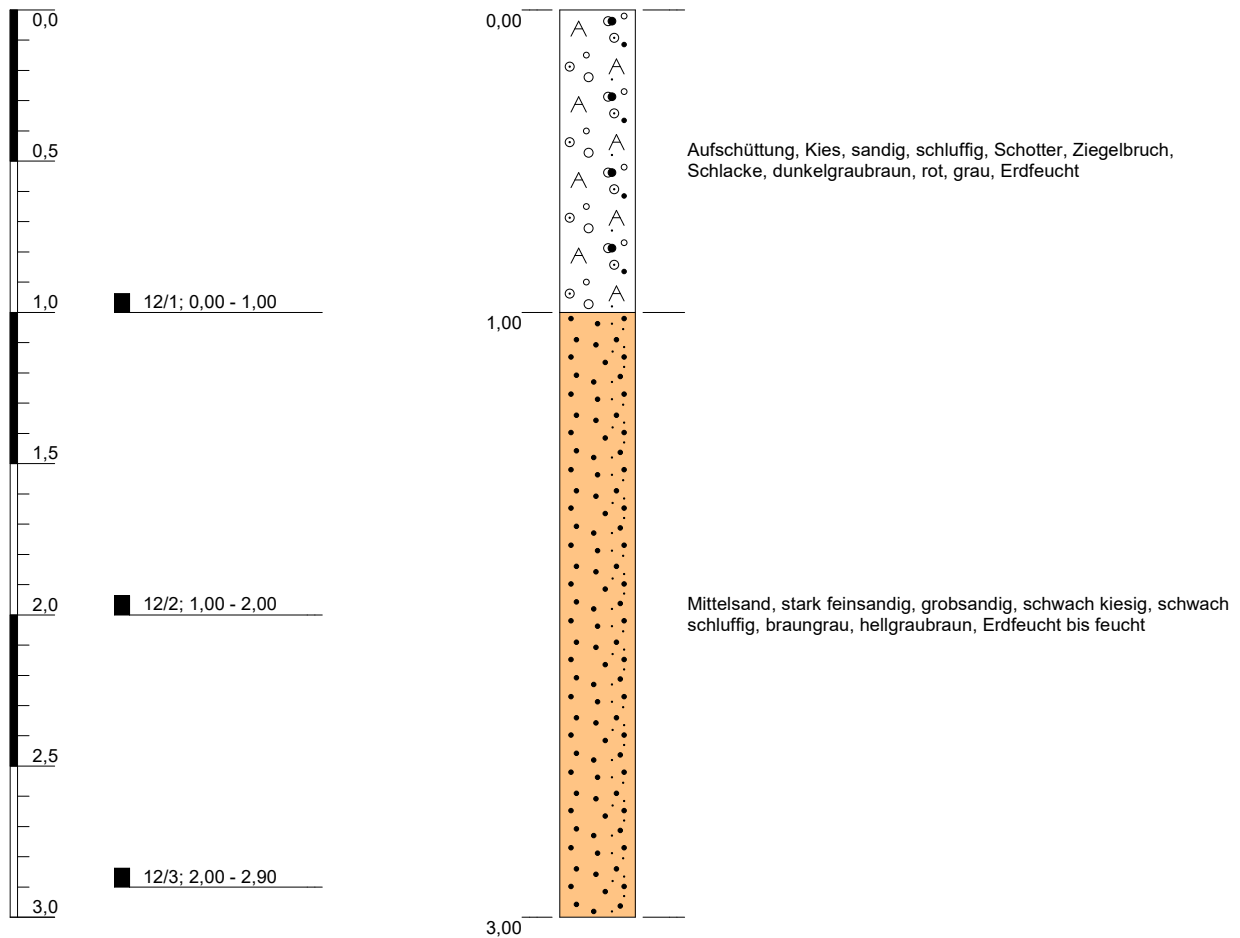 0,0
0,00
Aufschüttung, Kies, sandig, schluffig, Schotter, Ziegelbruch,
Schlacke, dunkelgraubraun, rot, grau, Erdfeucht
0,5
1,0
12/1; 0,00 - 1,00
1,00
1,5
2,0
12/2; 1,00 - 2,00
Mittelsand, stark feinsandig, grobsandig, schwach kiesig, schwach
schluffig, braungrau, hellgraubraun, Erdfeucht bis feucht
2,5
12/3; 2,00 - 2,90
3,0
3,00